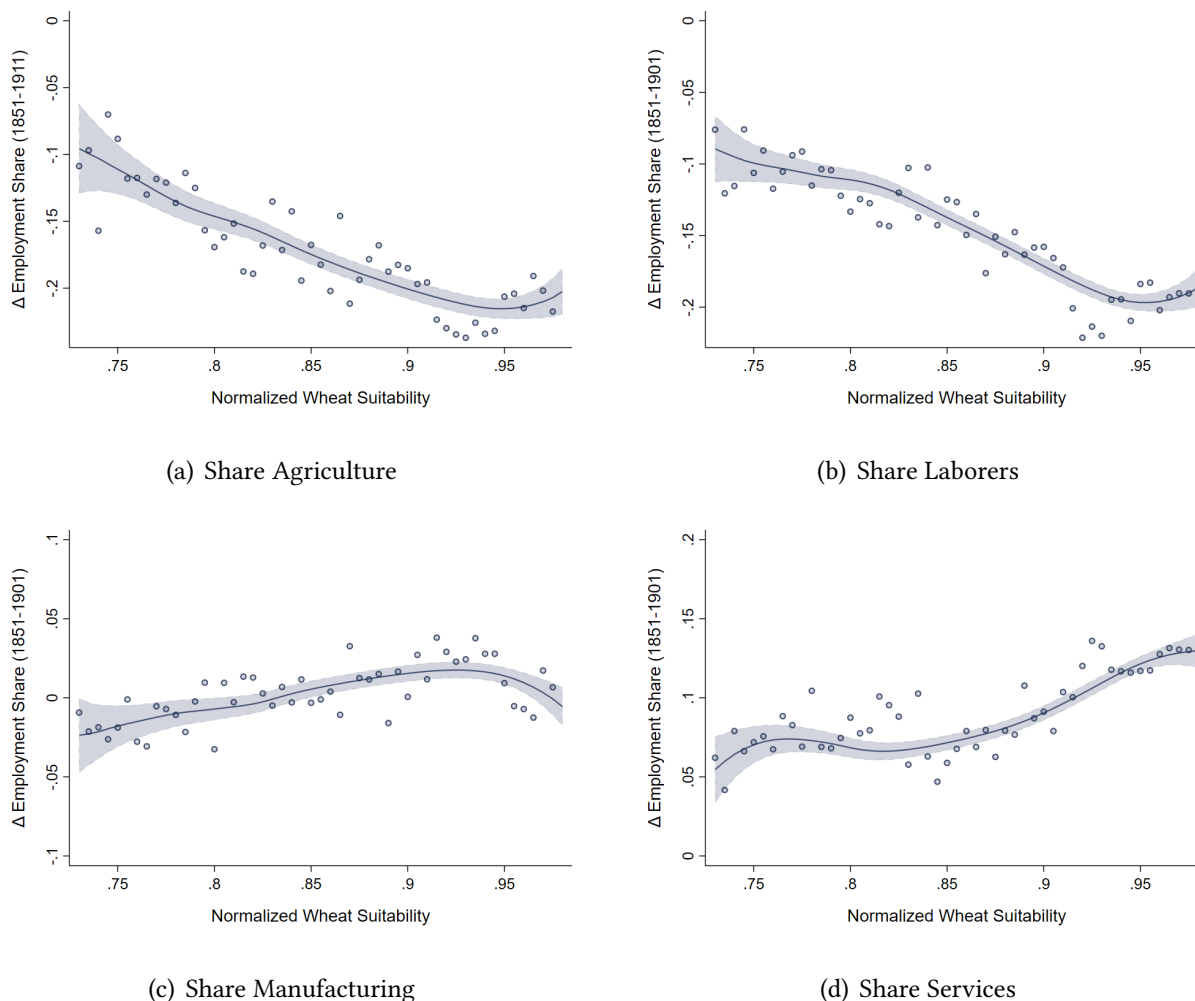 Δ Employment Share (1851-1911)
0
-.05
-.1
-.15
-.2
.75 .8 .85 .9 .95
Normalized Wheat Suitability
(a) Share Agriculture
Δ Employment Share (1851-1901)
0
-.05
-.1
-.15
-.2
.75 .8 .85 .9 .95
Normalized Wheat Suitability
(b) Share Laborers
Δ Employment Share (1851-1901)
.1
.05
0
-.05
-.1
.75 .8 .85 .9 .95
Normalized Wheat Suitability
(c) Share Manufacturing
Δ Employment Share (1851-1901)
.2
.15
.1
.05
0
.75 .8 .85 .9 .95
Normalized Wheat Suitability
(d) Share Services